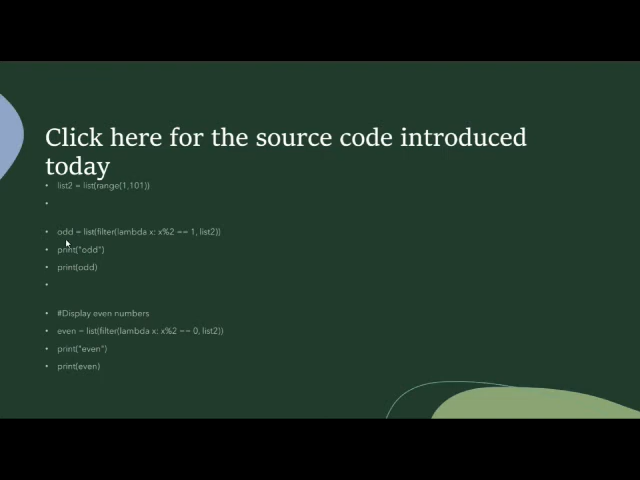 Click here for the source code introduced
today
• list2 = list(range(1,101))
•
• odd = list(filter(lambda x: x%2 == 1, list2))
• print("odd")
• print(odd)
•
• #Display even numbers
• even = list(filter(lambda x: x%2 == 0, list2))
• print("even")
• print(even)